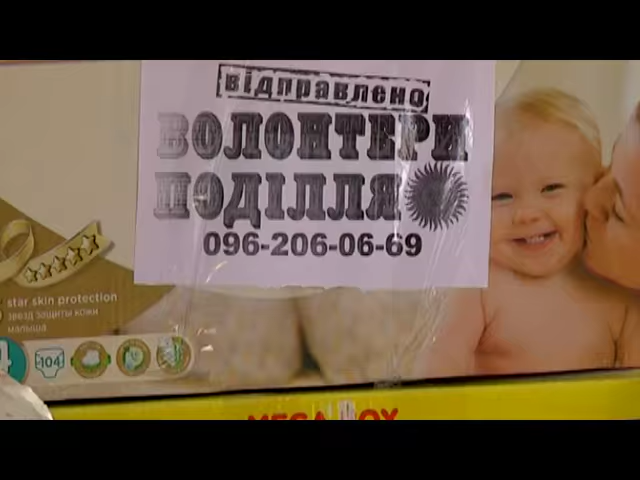 відправлено
ВОЛОНТЕРИ
ПОДІЛЛЯ
096-206-06-69
star skin protection
звезд защиты кожи
малыша
4
104
MEGA BOX